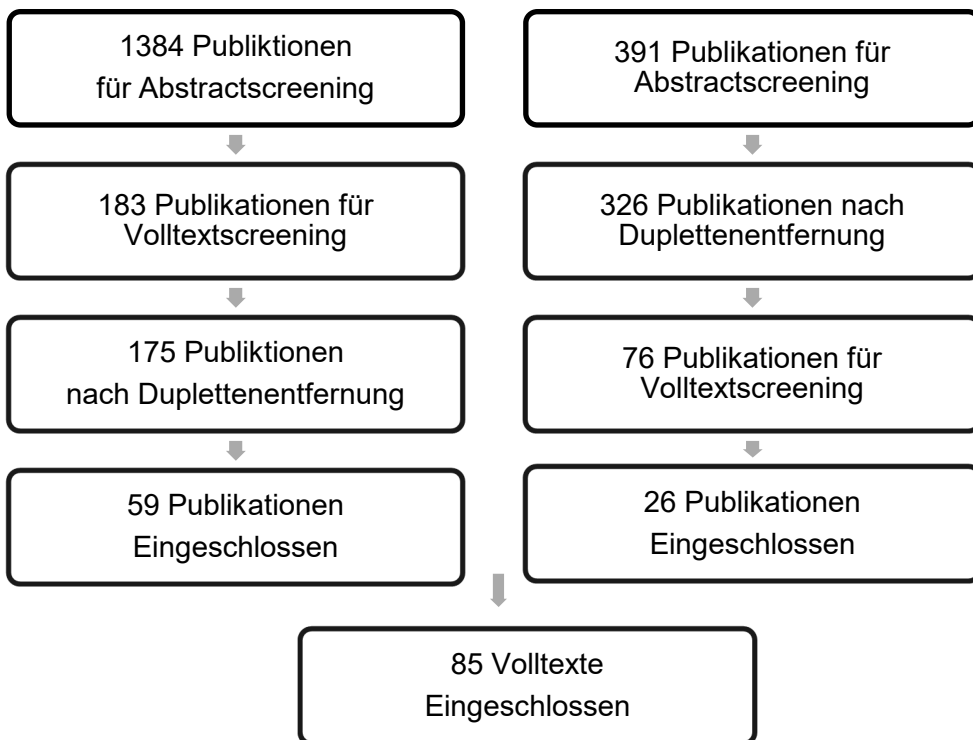 1384 Publiktionen
für Abstractscreening
183 Publikationen für
Volltextscreening
175 Publiktionen
nach Duplettenentfernung
59 Publikationen
Eingeschlossen
391 Publikationen für
Abstractscreening
326 Publikationen nach
Duplettenentfernung
76 Publikationen für
Volltextscreening
26 Publikationen
Eingeschlossen
85 Volltexte
Eingeschlossen